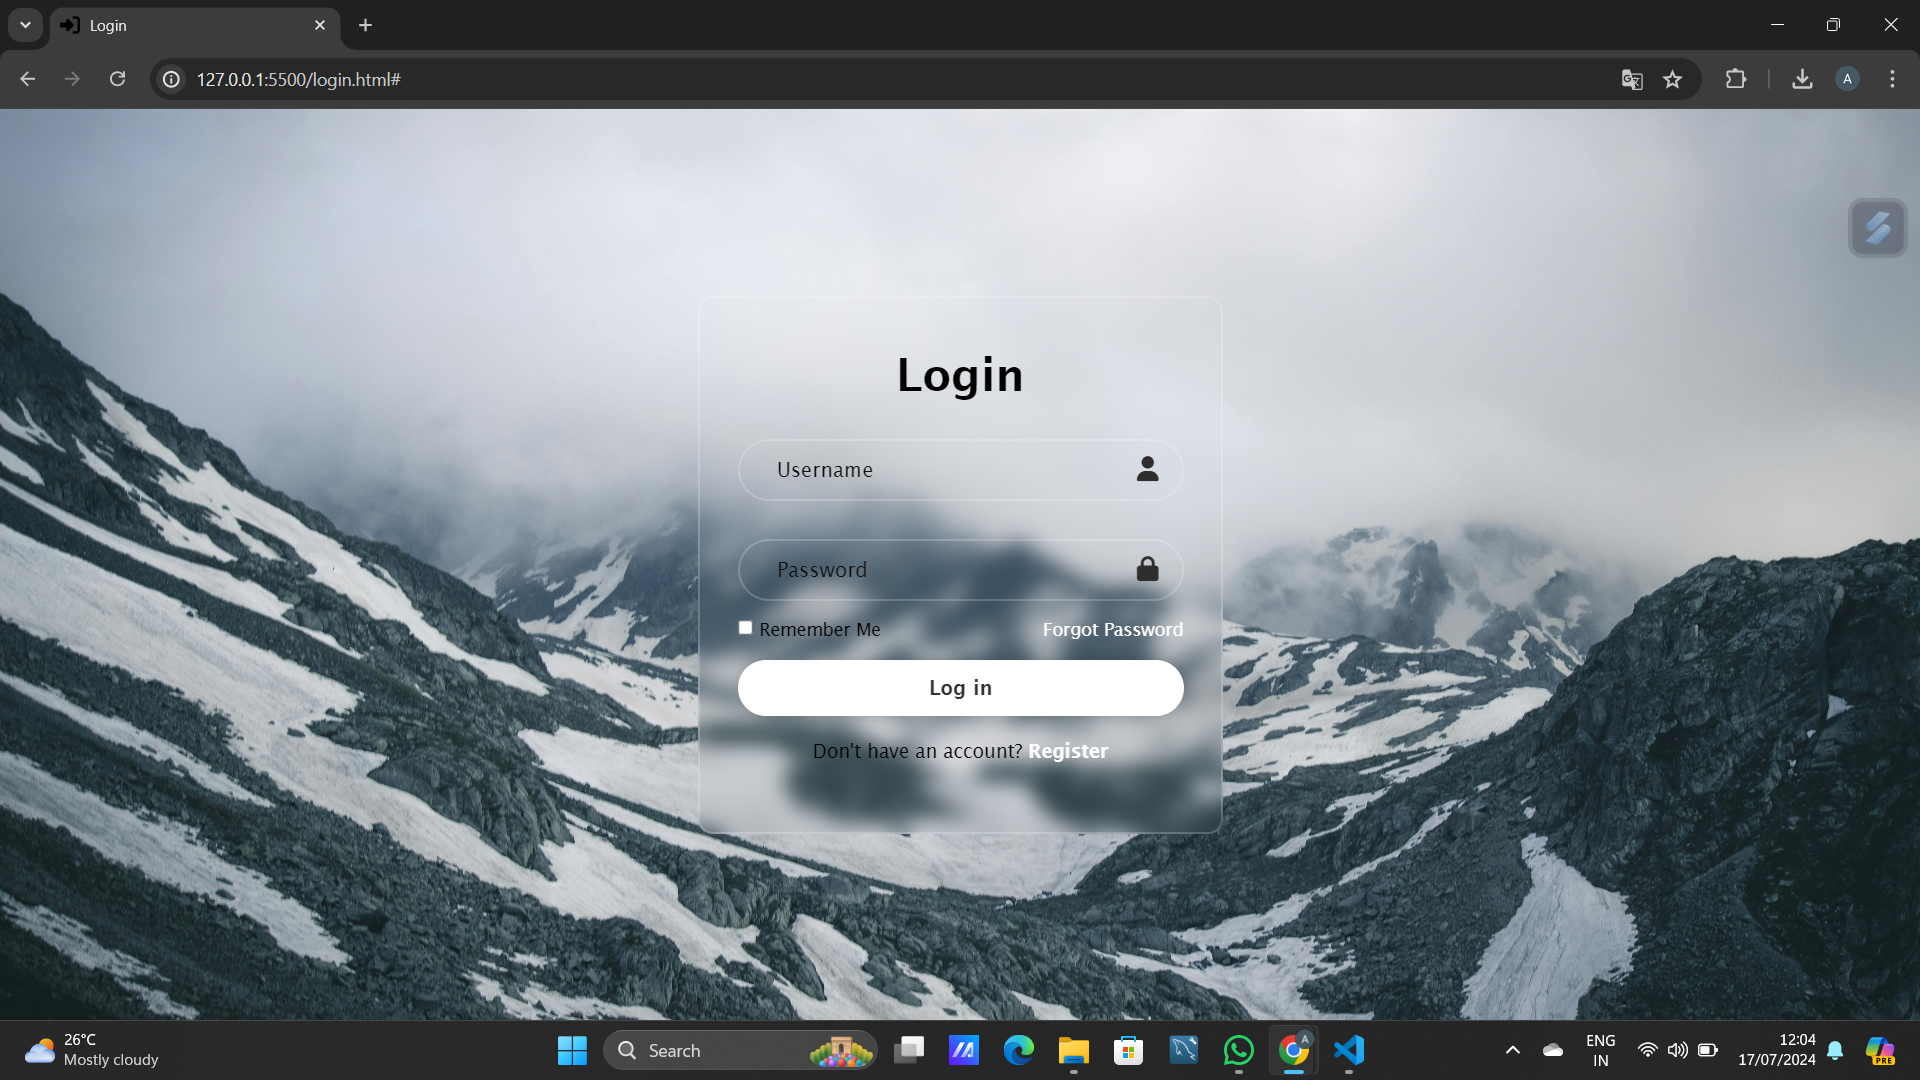 Login
127.0.0.1:5500/login.html#
A
Login
Username
Password
Remember Me
Forgot Password
Log in
Don't have an account? Register
26°C
Mostly cloudy
Search
A
ENG
IN
12:04
17/07/2024
PRE